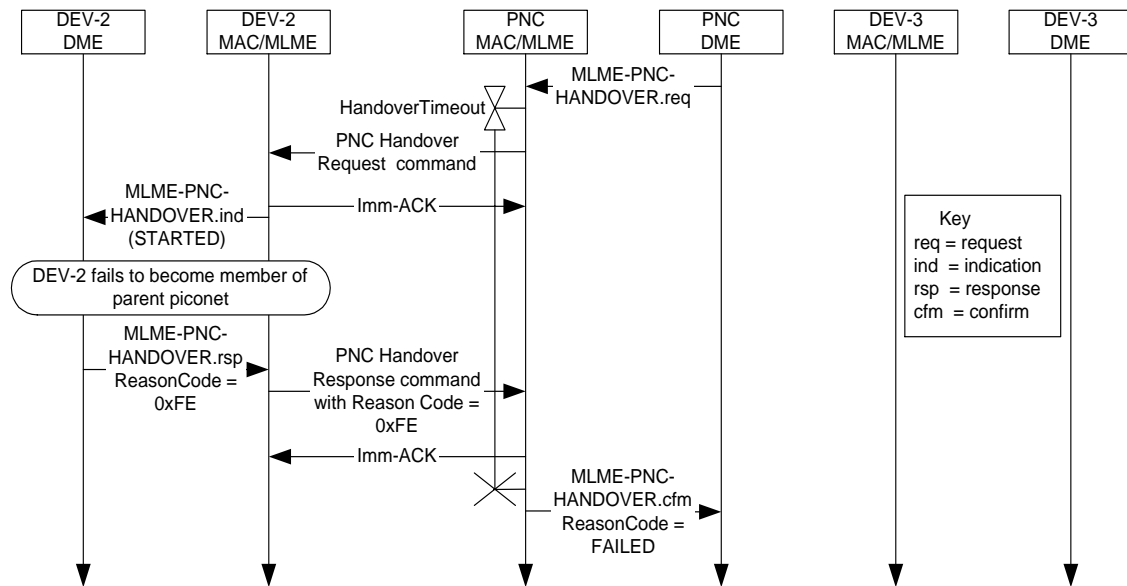 DEV-2
DME
DEV-2
MAC/MLME
PNC
MAC/MLME
PNC
DME
DEV-3
MAC/MLME
DEV-3
DME
MLME-PNC-
HANDOVER.req
HandoverTimeout
PNC Handover
Request command
MLME-PNC-
HANDOVER.ind
(STARTED)
Imm-ACK
Key
req = request
ind = indication
rsp = response
cfm = confirm
DEV-2 fails to become member of
parent piconet
MLME-PNC-
HANDOVER.rsp
ReasonCode =
0xFE
PNC Handover
Response command
with Reason Code =
0xFE
Imm-ACK
MLME-PNC-
HANDOVER.cfm
ReasonCode =
FAILED